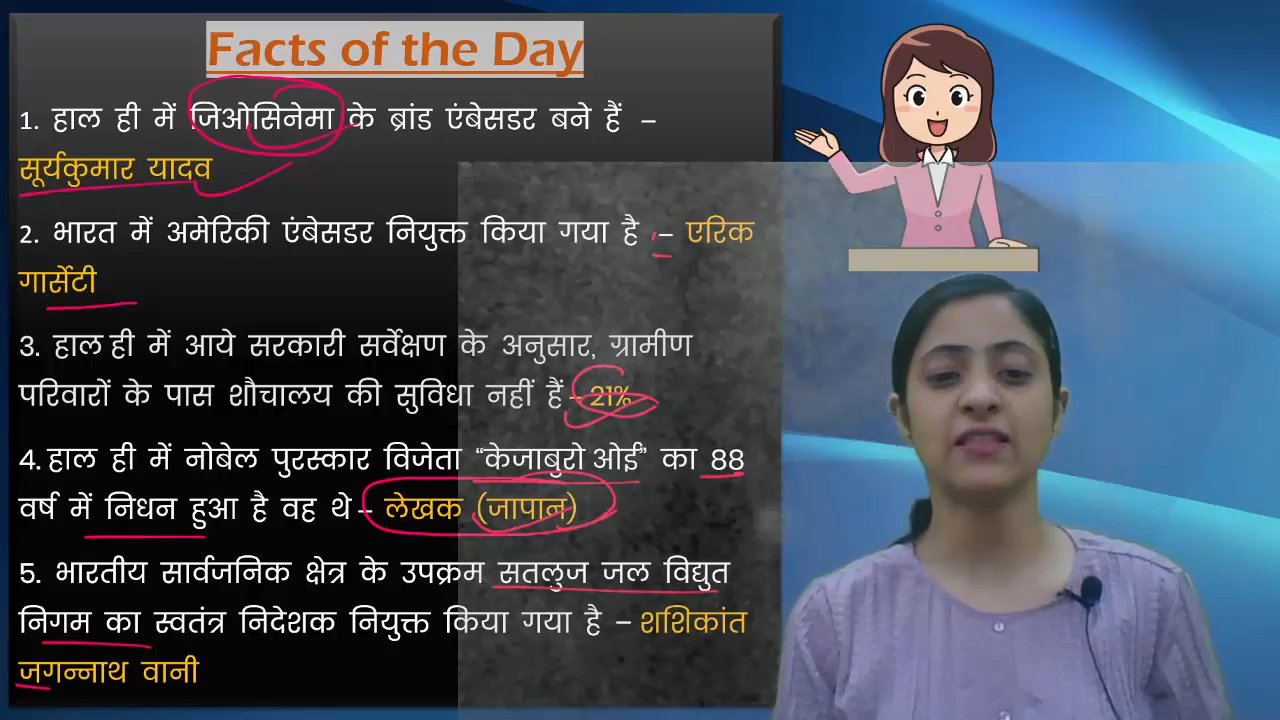 Facts of the Day
1. हाल ही में जिओसिनेमा के ब्रांड एंबेसडर बने हैं –
सूर्यकुमार यादव
2. भारत में अमेरिकी एंबेसडर नियुक्त किया गया है – एरिक
गार्सेटी
3. हाल ही में आये सरकारी सर्वेक्षण के अनुसार, ग्रामीण
परिवारों के पास शौचालय की सुविधा नहीं हैं – 21%
4. हाल ही में नोबेल पुरस्कार विजेता “केजाबुरो ओई” का 88
वर्ष में निधन हुआ है वह थे – लेखक (जापान)
5. भारतीय सार्वजनिक क्षेत्र के उपक्रम सतलुज जल विद्युत
निगम का स्वतंत्र निदेशक नियुक्त किया गया है – शशिकांत
जगन्नाथ वानी